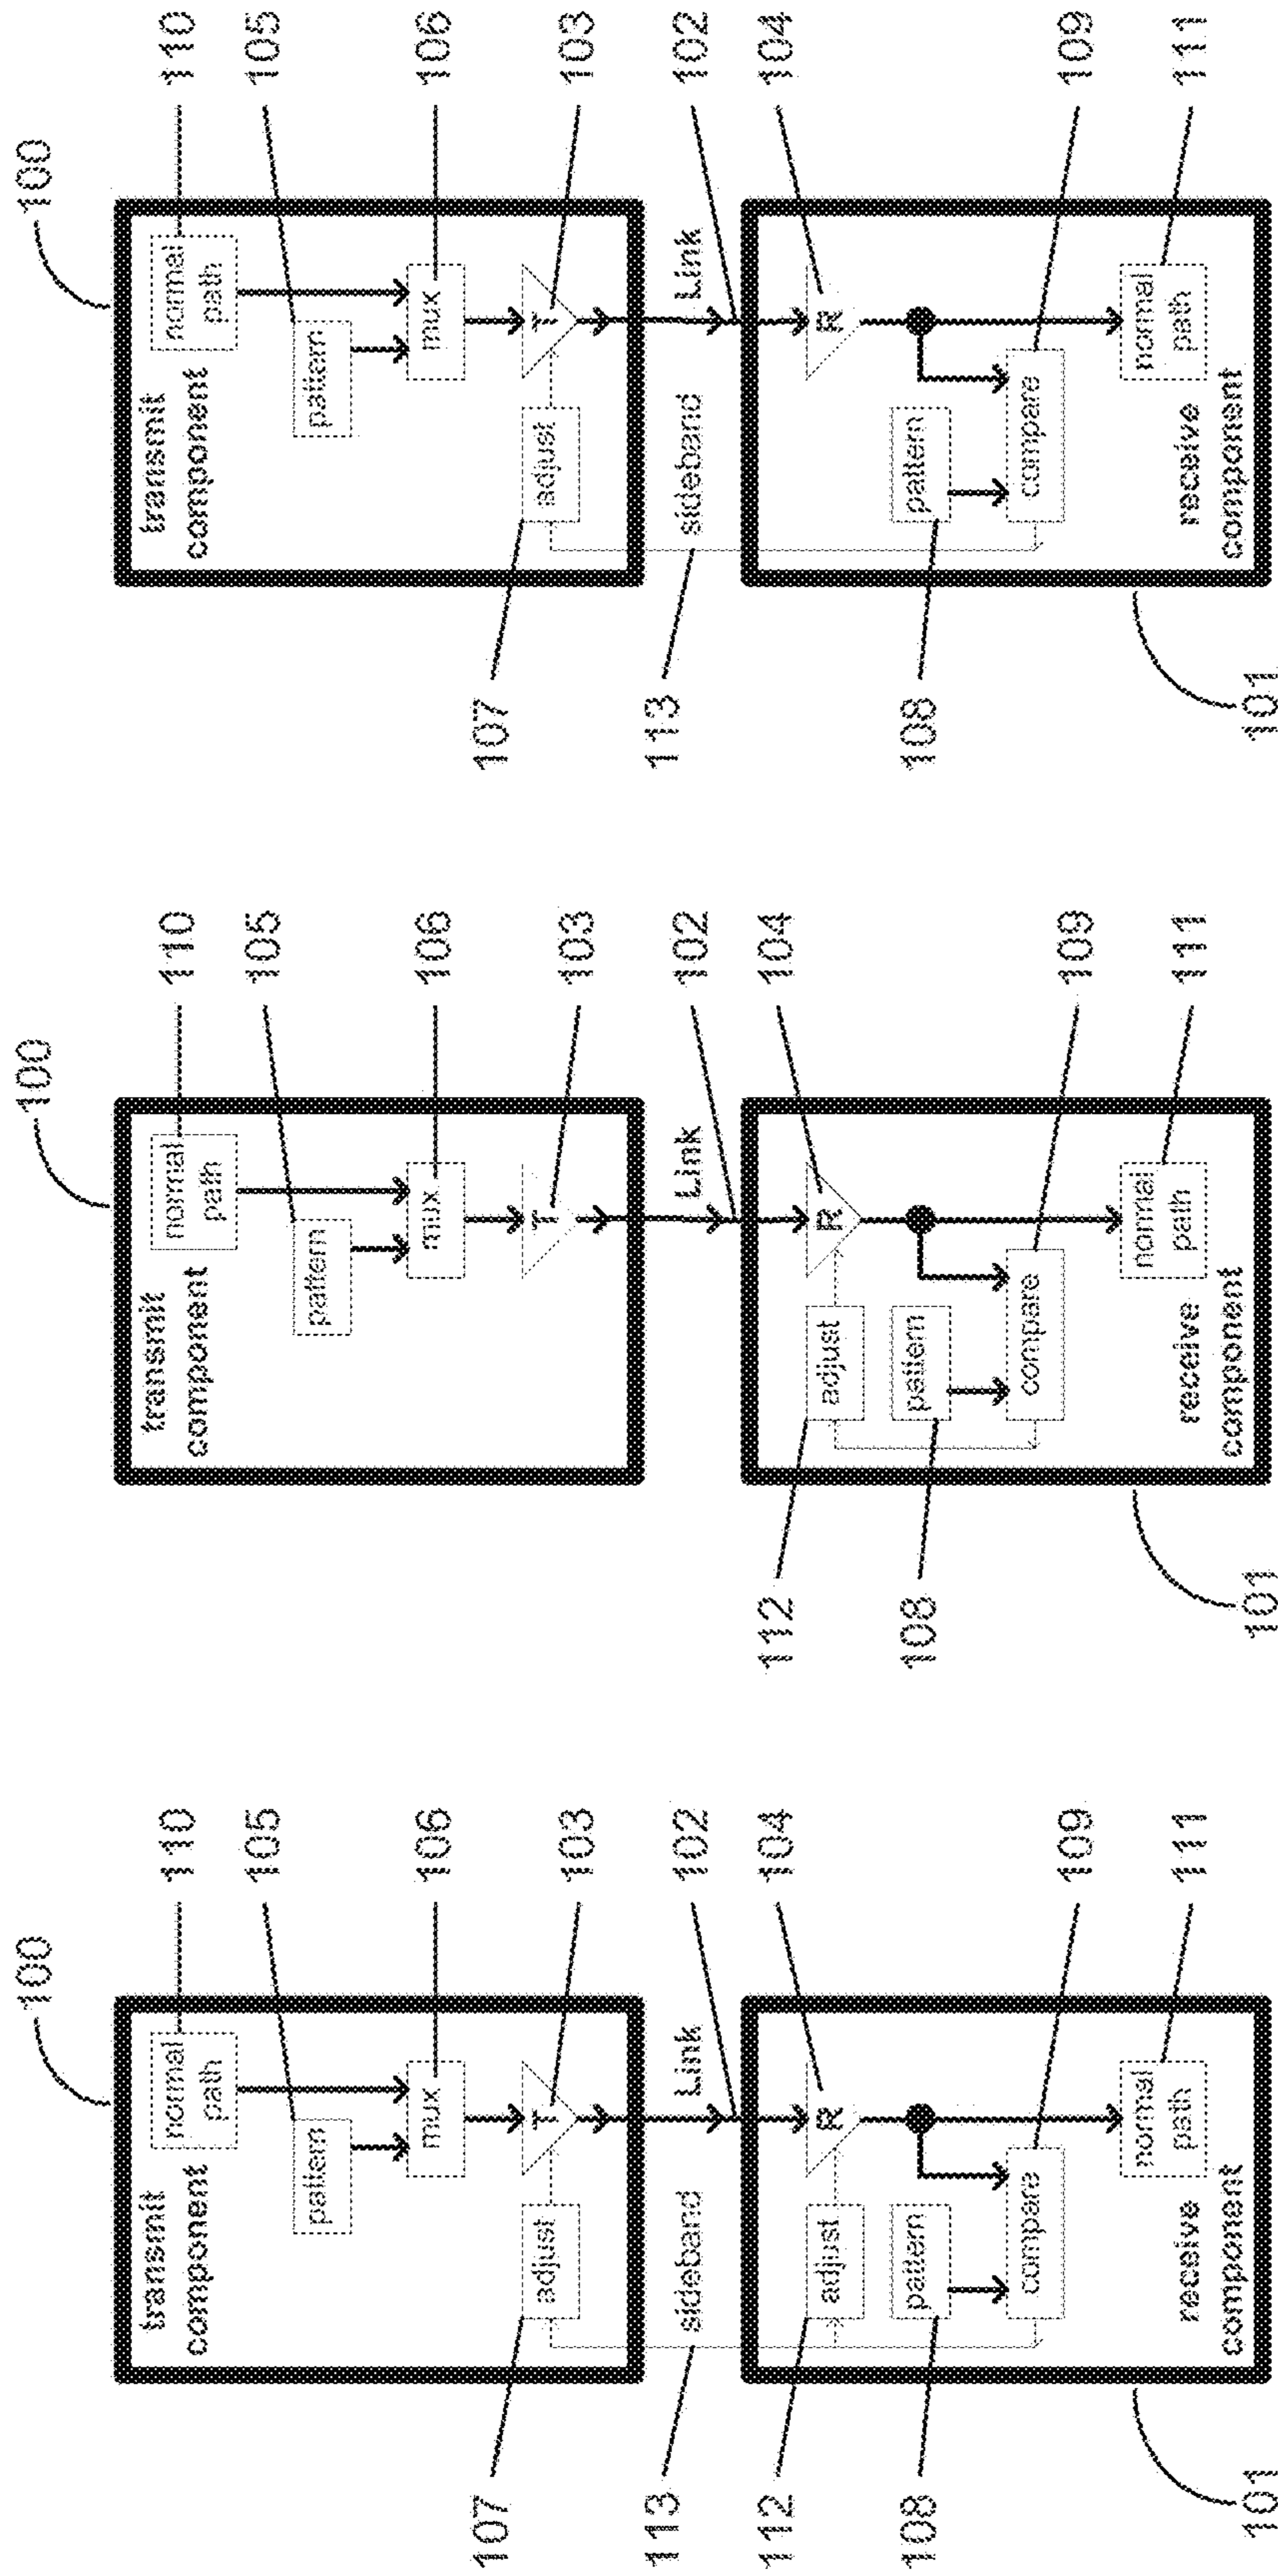 100
transmit
component
normal
path
110
pattern
105
mux
106
adjust
T
103
107
sideband
Link
102
113
adjust
R
104
112
pattern
108
compare
109
normal
path
111
receive
component
101
100
transmit
component
normal
path
110
pattern
105
mux
106
T
103
Link
102
adjust
R
104
112
pattern
108
compare
109
normal
path
111
receive
component
101
100
transmit
component
normal
path
110
pattern
105
mux
106
adjust
T
103
107
sideband
Link
102
113
R
104
pattern
108
compare
109
normal
path
111
receive
component
101